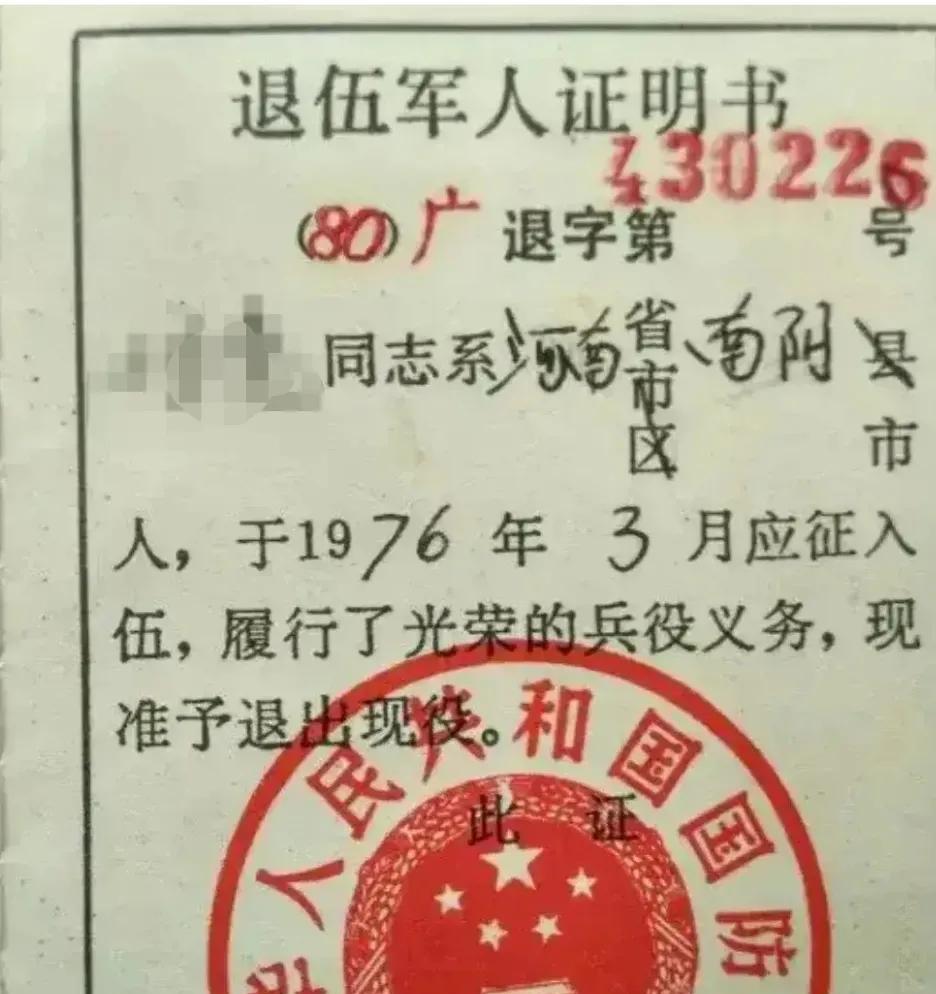 退伍军人证明书
430226
(80)广 退字第 号
同志系河南省市区、南阳县市
人，于1976年3月应征入
伍，履行了光荣的兵役义务，现
准予退出现役。
此 证
人民共和国国防